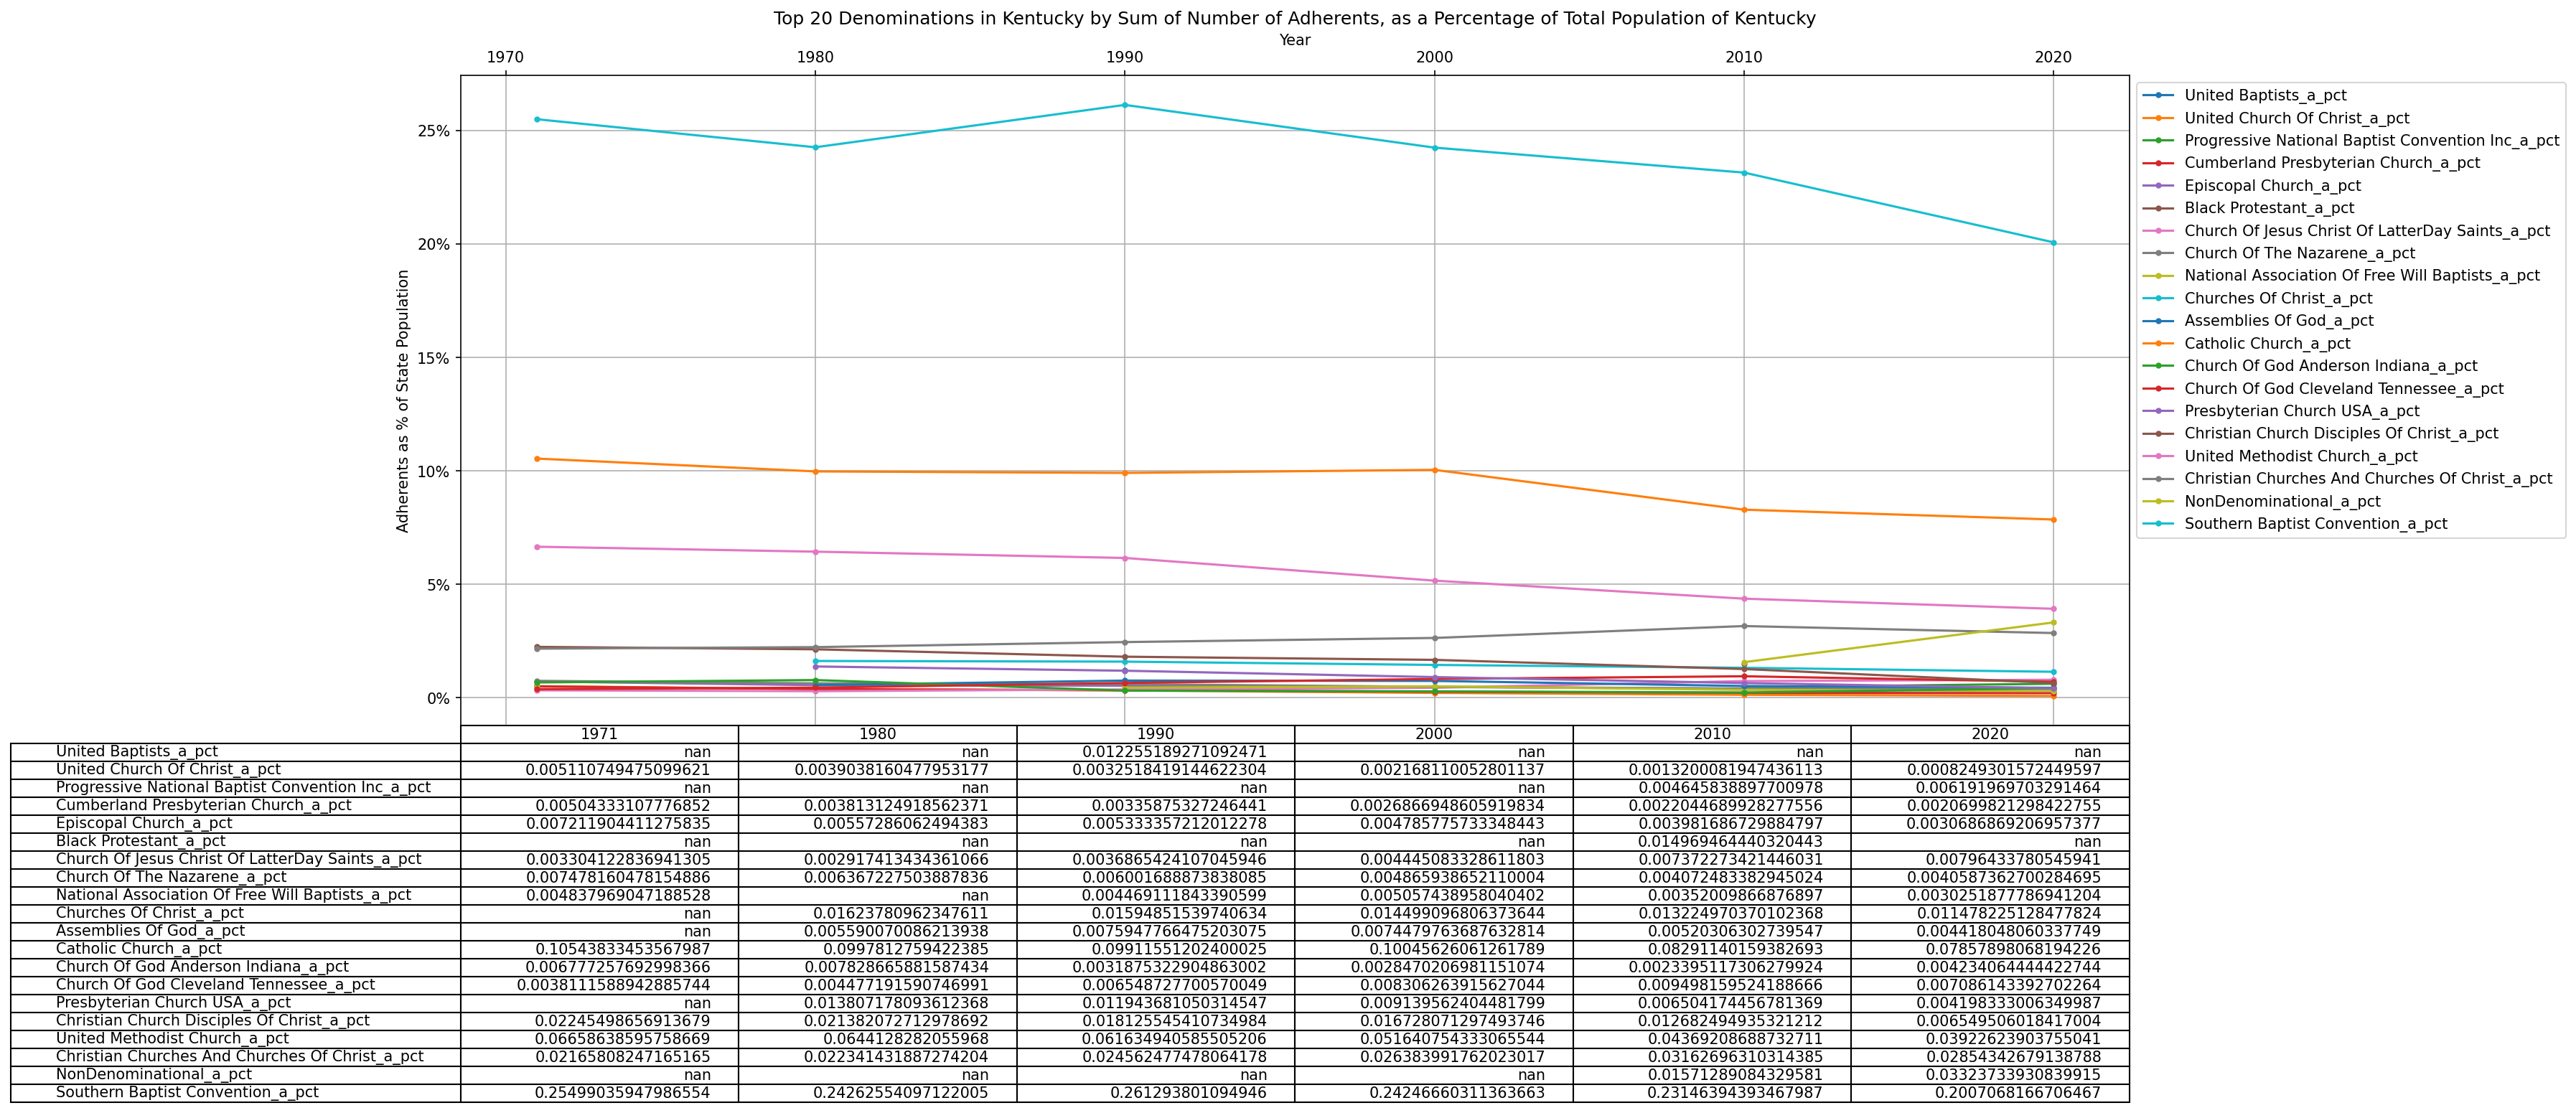 Top 20 Denominations in Kentucky by Sum of Number of Adherents, as a Percentage of Total Population of Kentucky
Year
1970 1980 1990 2000 2010 2020
25%
20%
15%
10%
5%
0%
Adherents as % of State Population
United Baptists_a_pct
United Church Of Christ_a_pct
Progressive National Baptist Convention Inc_a_pct
Cumberland Presbyterian Church_a_pct
Episcopal Church_a_pct
Black Protestant_a_pct
Church Of Jesus Christ Of LatterDay Saints_a_pct
Church Of The Nazarene_a_pct
National Association Of Free Will Baptists_a_pct
Churches Of Christ_a_pct
Assemblies Of God_a_pct
Catholic Church_a_pct
Church Of God Anderson Indiana_a_pct
Church Of God Cleveland Tennessee_a_pct
Presbyterian Church USA_a_pct
Christian Church Disciples Of Christ_a_pct
United Methodist Church_a_pct
Christian Churches And Churches Of Christ_a_pct
NonDenominational_a_pct
Southern Baptist Convention_a_pct
1971 1980 1990 2000 2010 2020
United Baptists_a_pct nan nan 0.012255189271092471 nan nan nan
United Church Of Christ_a_pct 0.005110749475099621 0.0039038160477953177 0.0032518419144622304 0.002168110052801137 0.0013200081947436113 0.0008249301572449597
Progressive National Baptist Convention Inc_a_pct nan nan nan nan 0.004645838897700978 0.006191969703291464
Cumberland Presbyterian Church_a_pct 0.00504333107776852 0.003813124918562371 0.00335875327246441 0.0026866948605919834 0.0022044689928277556 0.0020699821298422755
Episcopal Church_a_pct 0.007211904411275835 0.00557286062494383 0.005333357212012278 0.004785775733348443 0.003981686729884797 0.0030686869206957377
Black Protestant_a_pct nan nan nan nan 0.014969464440320443 nan
Church Of Jesus Christ Of LatterDay Saints_a_pct 0.003304122836941305 0.002917413434361066 0.0036865424107045946 0.004445083328611803 0.007372273421446031 0.00796433780545941
Church Of The Nazarene_a_pct 0.007478160478154886 0.006367227503887836 0.006001688873838085 0.004865938652110004 0.004072483382945024 0.0040587362700284695
National Association Of Free Will Baptists_a_pct 0.004837969047188528 nan 0.004469111843390599 0.005057438958040402 0.00352009866876897 0.0030251877786941204
Churches Of Christ_a_pct nan 0.01623780962347611 0.01594851539740634 0.014499096806373644 0.013224970370102368 0.011478225128477824
Assemblies Of God_a_pct nan 0.005590070086213938 0.0075947766475203075 0.0074479763687632814 0.00520306302739547 0.004418048060337749
Catholic Church_a_pct 0.10543833453567987 0.0997812759422385 0.09911551202400025 0.10045626061261789 0.08291140159382693 0.07857898068194226
Church Of God Anderson Indiana_a_pct 0.006777257692998366 0.007828665881587434 0.0031875322904863002 0.0028470206981151074 0.0023395117306279924 0.004234064444422744
Church Of God Cleveland Tennessee_a_pct 0.0038111588942885744 0.004477191590746991 0.006548727700570049 0.008306263915627044 0.009498159524188666 0.007086143392702264
Presbyterian Church USA_a_pct nan 0.013807178093612368 0.011943681050314547 0.009139562404481799 0.006504174456781369 0.004198333006349987
Christian Church Disciples Of Christ_a_pct 0.02245498656913679 0.021382072712978692 0.018125545410734984 0.016728071297493746 0.012682494935321212 0.006549506018417004
United Methodist Church_a_pct 0.06658638595758669 0.0644128282055968 0.061634940585505206 0.051640754333065544 0.04369208688732711 0.03922623903755041
Christian Churches And Churches Of Christ_a_pct 0.02165808247165165 0.022341431887274204 0.024562477478064178 0.026383991762023017 0.03162696310314385 0.028543426791 38788
NonDenominational_a_pct nan nan nan nan 0.01571289084329581 0.03323733930839915
Southern Baptist Convention_a_pct 0.25499035947986554 0.24262554097122005 0.261293801094946 0.24246660311363663 0.23146394393467987 0.2007068166706467